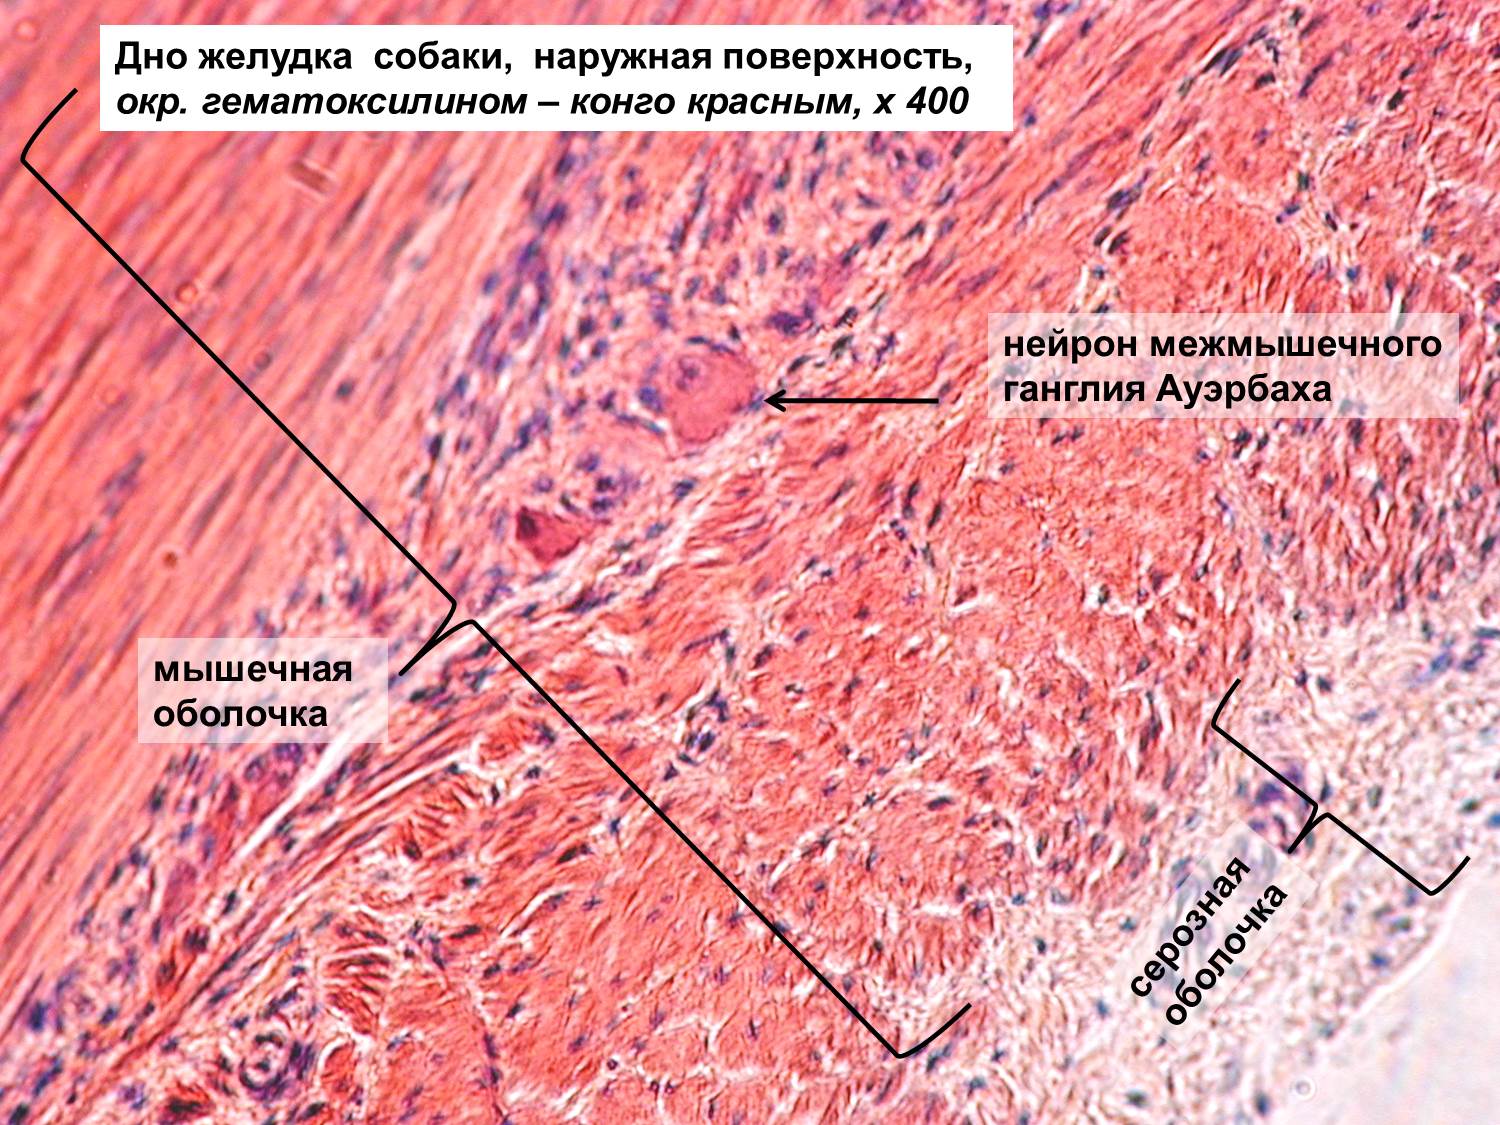 Дно желудка собаки, наружная поверхность,
окр. гематоксилином – конго красным, х 400
нейрон межмышечного
ганглия Ауэрбаха
мышечная
оболочка
серозная
оболочка